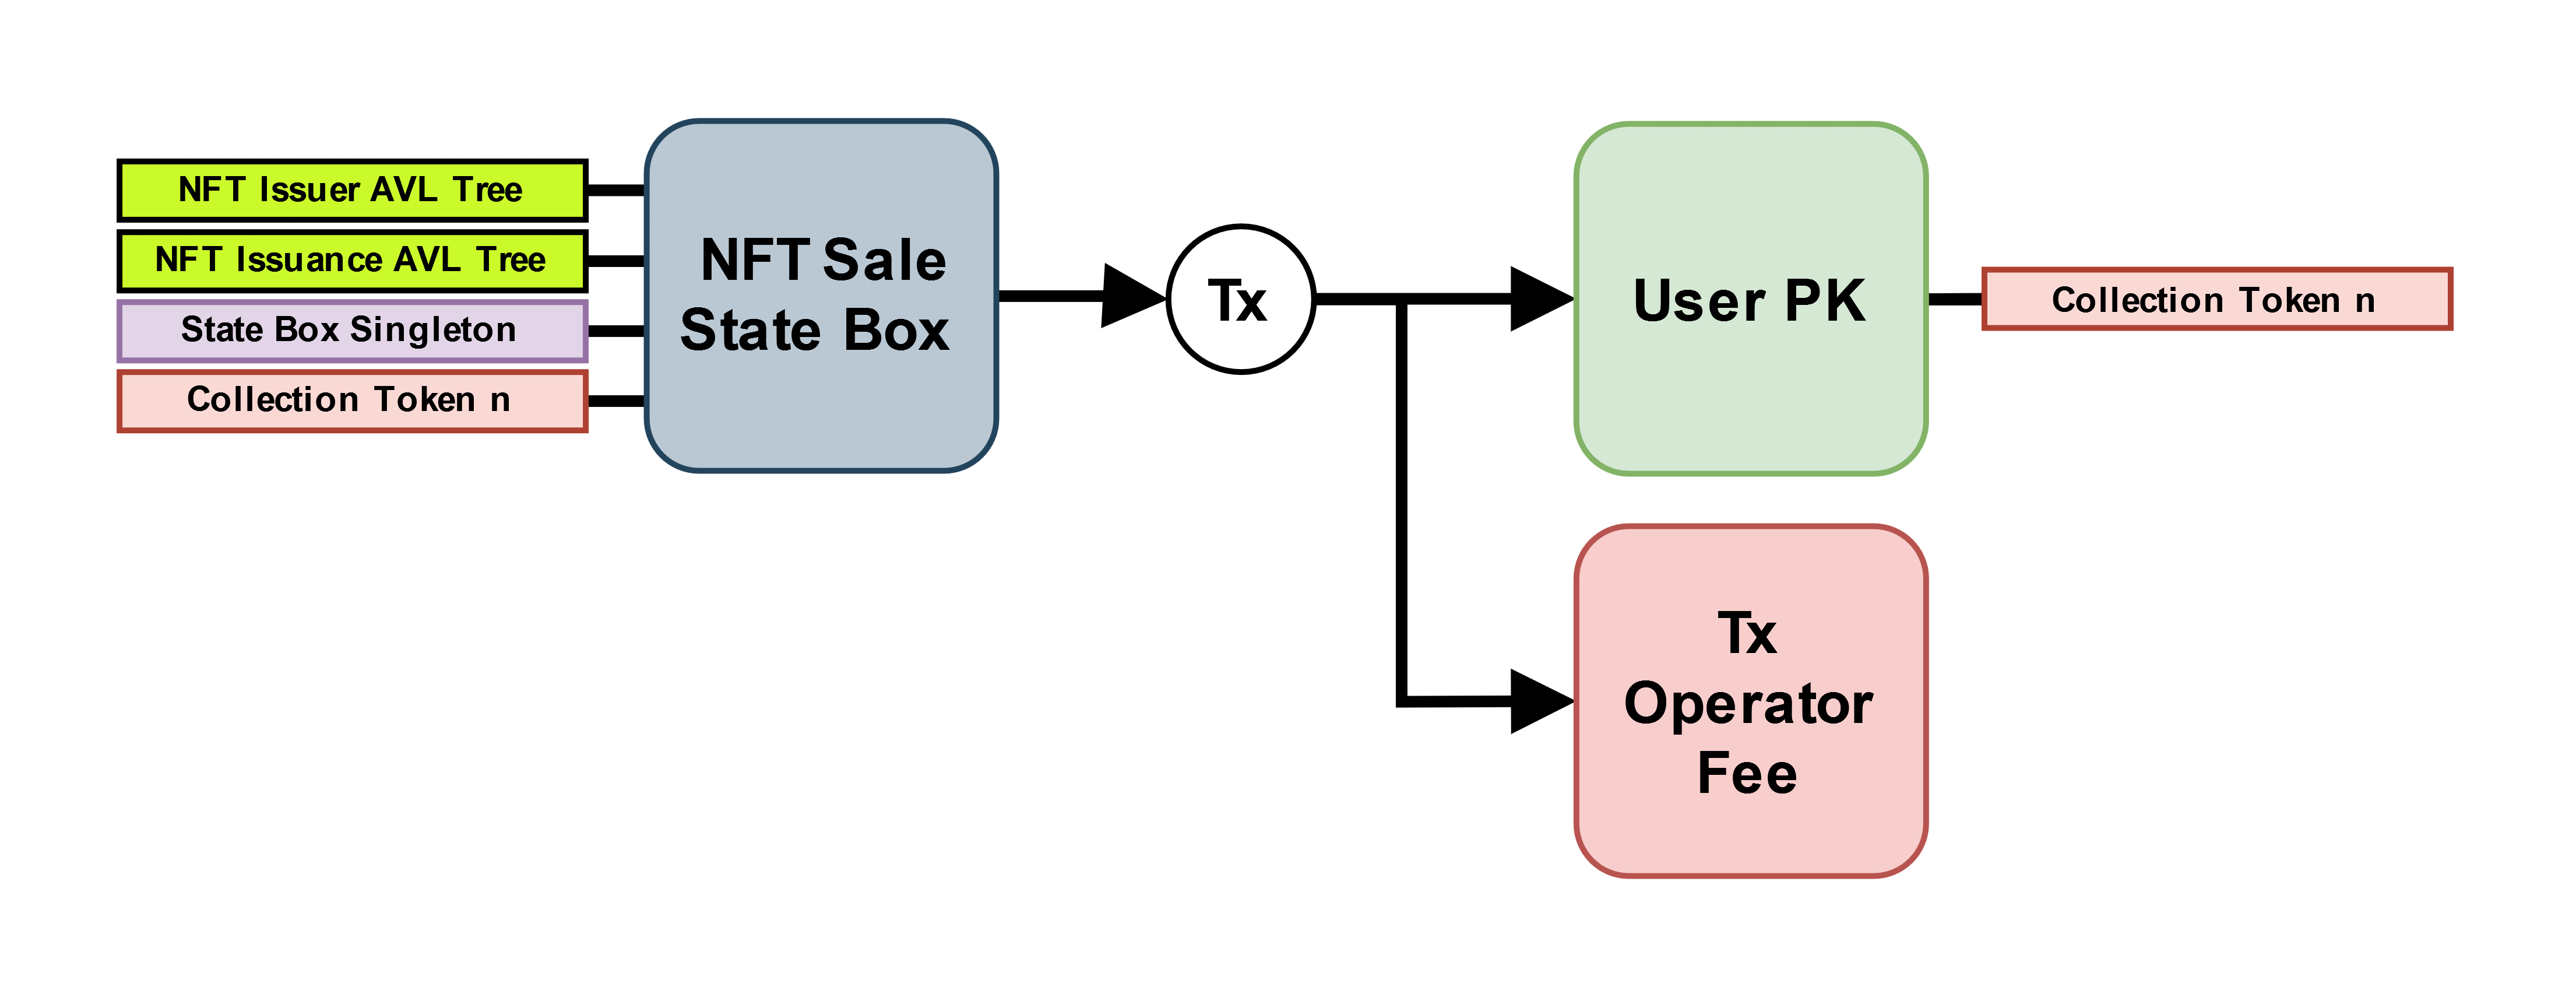 NFT Issuer AVL Tree
NFT Issuance AVL Tree
State Box Singleton
Collection Token n
NFT Sale
State Box
Tx
User PK
Collection Token n
Tx
Operator
Fee